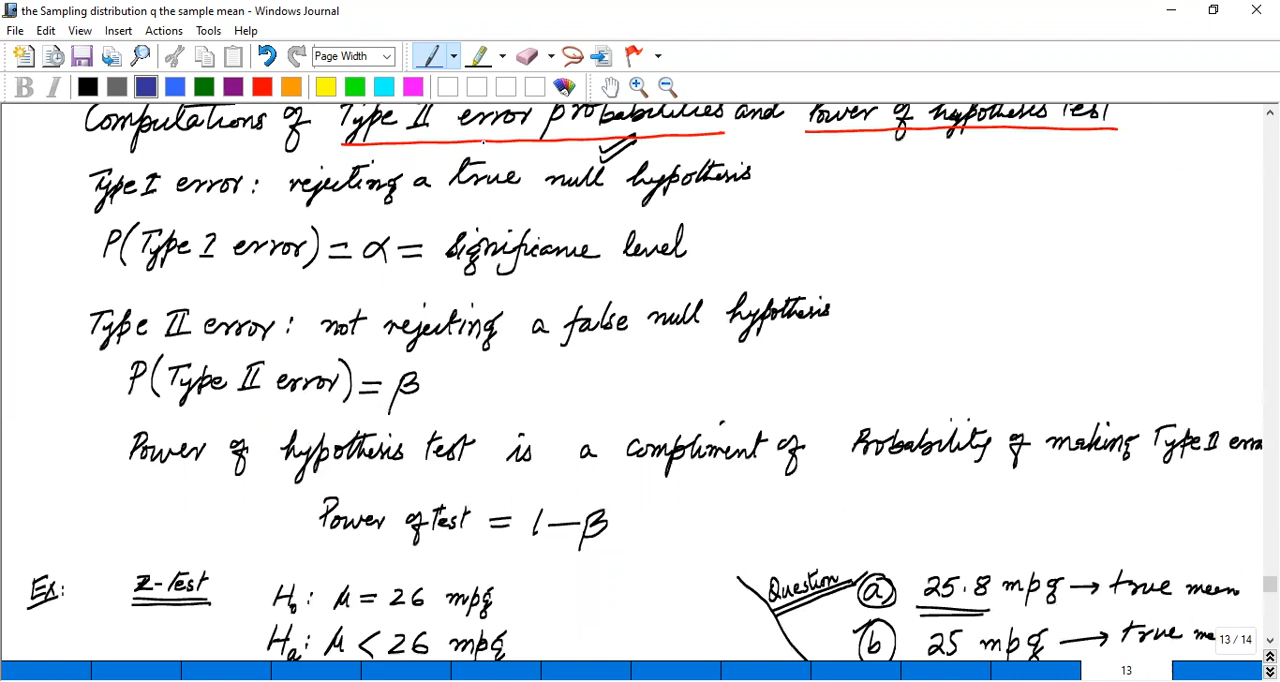 the Sampling distribution q the sample mean - Windows Journal
File Edit View Insert Actions Tools Help
Page Width
B I
Computations of Type II error probabilities and Power of hypothesis Test
Type I error: rejecting a true null hypothesis
P(Type I error) = α = significance level
Type II error: not rejecting a false null hypothesis
P(Type II error) = β
Power of hypothesis test is a compliment of Probability of making Type II erro
Power of Test = 1 - β
Ex: Z-Test H₀: μ = 26 mpg
Hₐ: μ < 26 mpg
Question a 25.8 mpg → true mean
b 25 mpg → true me
13 / 14
13